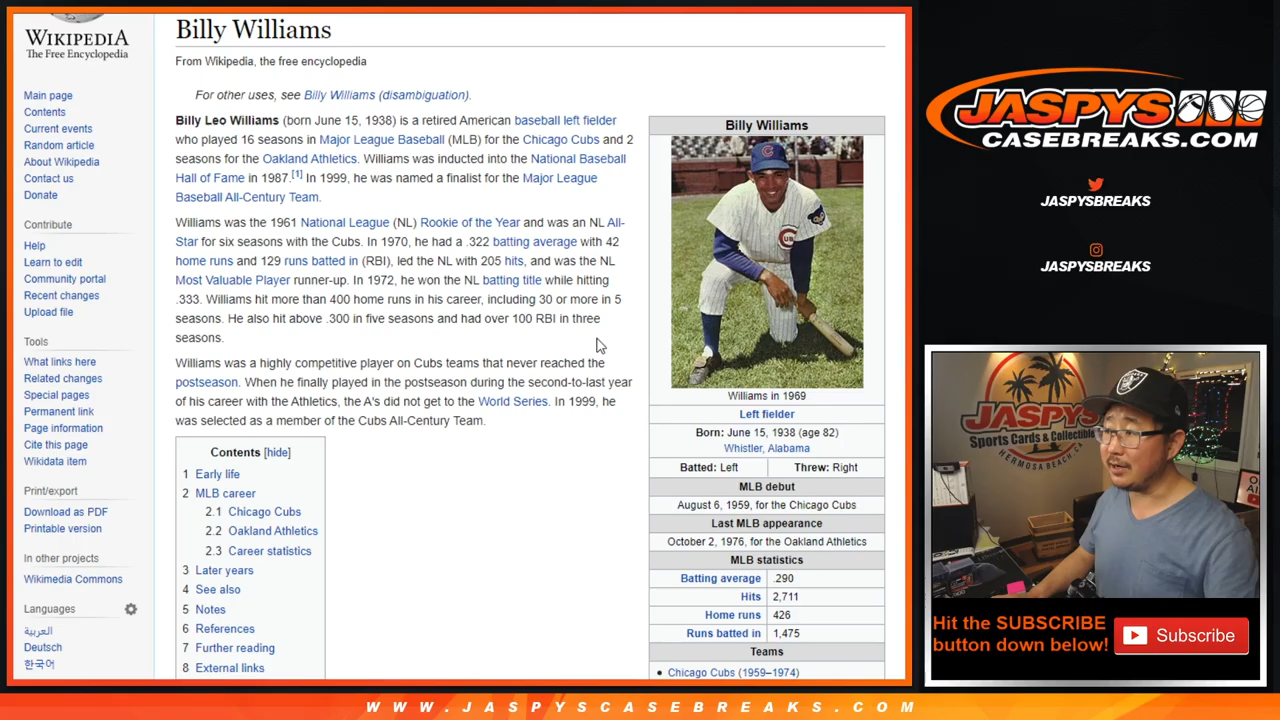 WIKIPEDIA
The Free Encyclopedia
Main page
Contents
Current events
Random article
About Wikipedia
Contact us
Donate
Contribute
Help
Learn to edit
Community portal
Recent changes
Upload file
Tools
What links here
Related changes
Special pages
Permanent link
Page information
Cite this page
Wikidata item
Print/export
Download as PDF
Printable version
In other projects
Wikimedia Commons
Languages
العربية
Deutsch
한국어
Billy Williams
From Wikipedia, the free encyclopedia
For other uses, see Billy Williams (disambiguation).
Billy Leo Williams (born June 15, 1938) is a retired American baseball left fielder
who played 16 seasons in Major League Baseball (MLB) for the Chicago Cubs and 2
seasons for the Oakland Athletics. Williams was inducted into the National Baseball
Hall of Fame in 1987.[1] In 1999, he was named a finalist for the Major League
Baseball All-Century Team.
Williams was the 1961 National League (NL) Rookie of the Year and was an NL All-
Star for six seasons with the Cubs. In 1970, he had a .322 batting average with 42
home runs and 129 runs batted in (RBI), led the NL with 205 hits, and was the NL
Most Valuable Player runner-up. In 1972, he won the NL batting title while hitting
.333. Williams hit more than 400 home runs in his career, including 30 or more in 5
seasons. He also hit above .300 in five seasons and had over 100 RBI in three
seasons.
Williams was a highly competitive player on Cubs teams that never reached the
postseason. When he finally played in the postseason during the second-to-last year
of his career with the Athletics, the A's did not get to the World Series. In 1999, he
was selected as a member of the Cubs All-Century Team.
Contents [hide]
1 Early life
2 MLB career
2.1 Chicago Cubs
2.2 Oakland Athletics
2.3 Career statistics
3 Later years
4 See also
5 Notes
6 References
7 Further reading
8 External links
Billy Williams
CUBS
Williams in 1969
Left fielder
Born: June 15, 1938 (age 82)
Whistler, Alabama
Batted: Left Threw: Right
MLB debut
August 6, 1959, for the Chicago Cubs
Last MLB appearance
October 2, 1976, for the Oakland Athletics
MLB statistics
Batting average .290
Hits 2,711
Home runs 426
Runs batted in 1,475
Teams
• Chicago Cubs (1959–1974)
JASPYS
CASEBREAKS.COM
JASPYSBREAKS
JASPYSBREAKS
JASPYS
Sports Cards & Collectibles
HERMOSA BEACH, CA
Hit the SUBSCRIBE
button down below!
Subscribe
WWW.JASPYSCASEBREAKS.COM